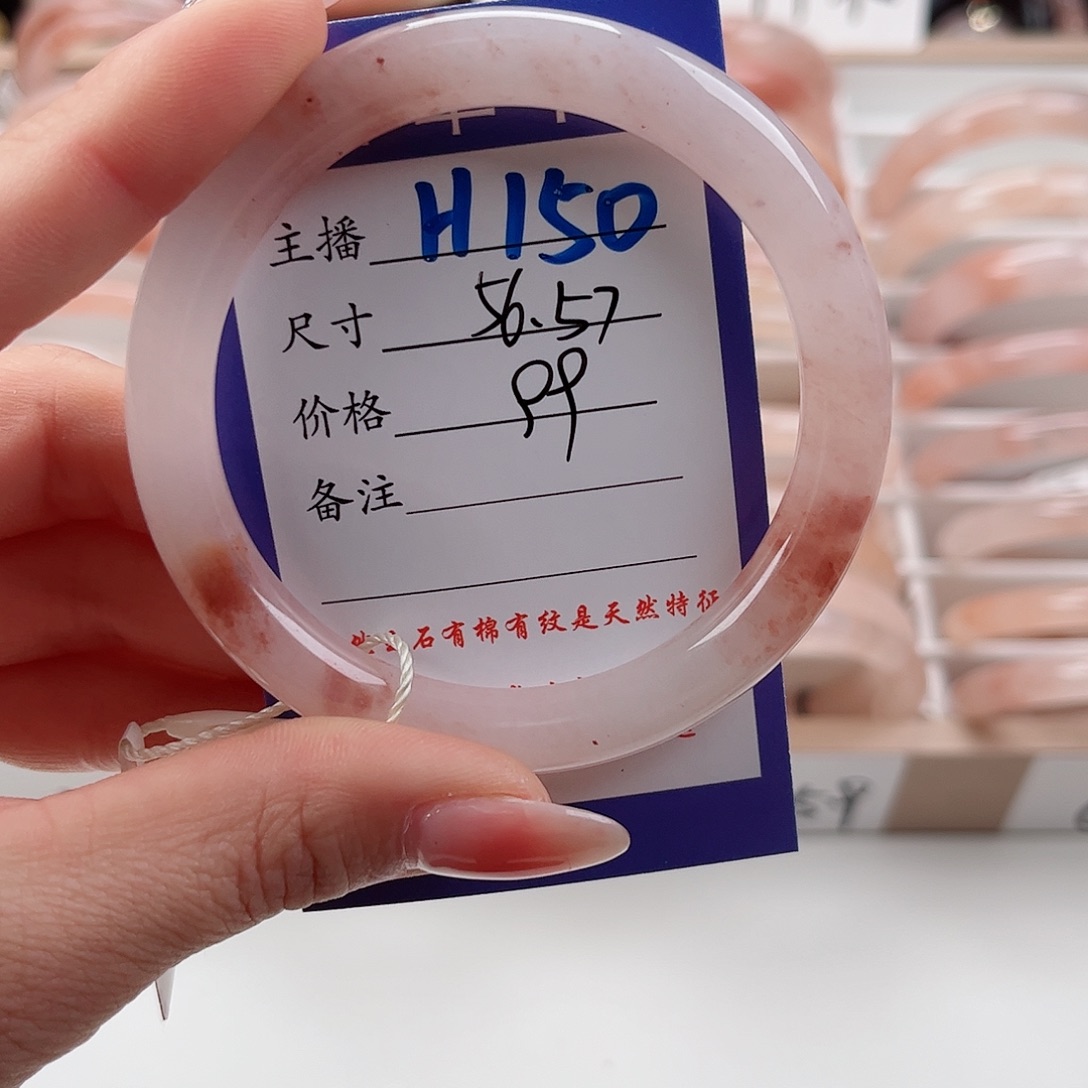 主播 H150
尺寸 56.57
价格 99
备注
石有棉有纹是天然特征